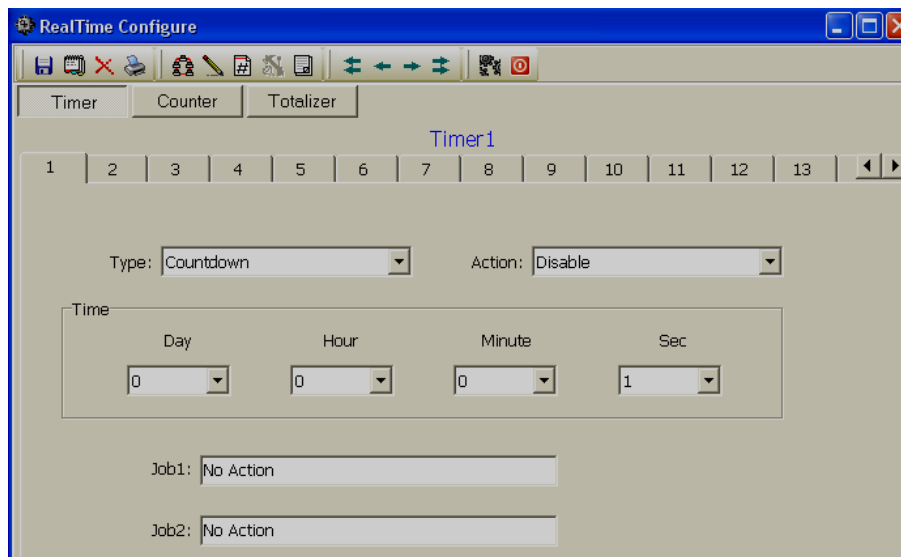 RealTime Configure
Timer Counter Totalizer
Timer1
1 2 3 4 5 6 7 8 9 10 11 12 13
Type: Countdown Action: Disable
Time
Day Hour Minute Sec
0 0 0 1
Job1: No Action
Job2: No Action